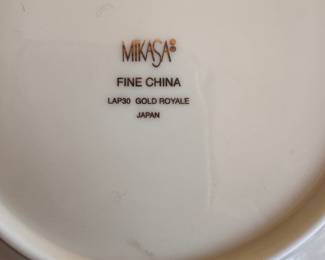 MIKASA®
FINE CHINA
LAP30 GOLD ROYALE
JAPAN